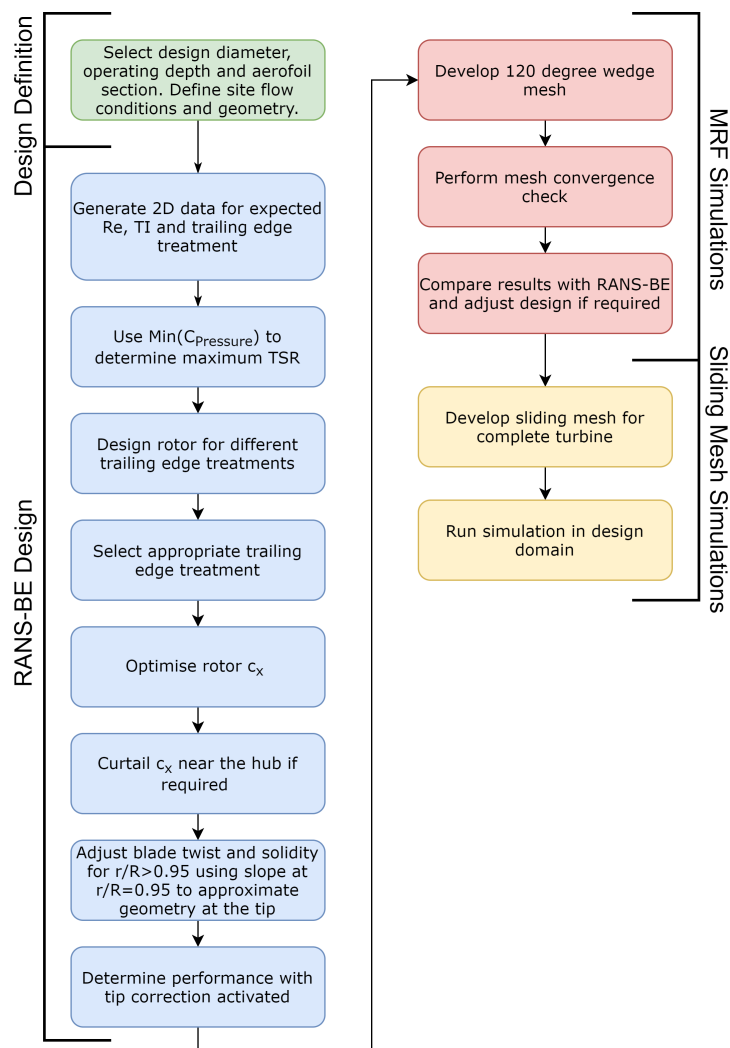 Design Definition
Select design diameter,
operating depth and aerofoil
section. Define site flow
conditions and geometry.
RANS-BE Design
Generate 2D data for expected
Re, TI and trailing edge
treatment
Use Min(C_Pressure) to
determine maximum TSR
Design rotor for different
trailing edge treatments
Select appropriate trailing
edge treatment
Optimise rotor c_x
Curtail c_x near the hub if
required
Adjust blade twist and solidity
for r/R>0.95 using slope at
r/R=0.95 to approximate
geometry at the tip
Determine performance with
tip correction activated
MRF Simulations
Develop 120 degree wedge
mesh
Perform mesh convergence
check
Compare results with RANS-BE
and adjust design if required
Sliding Mesh Simulations
Develop sliding mesh for
complete turbine
Run simulation in design
domain